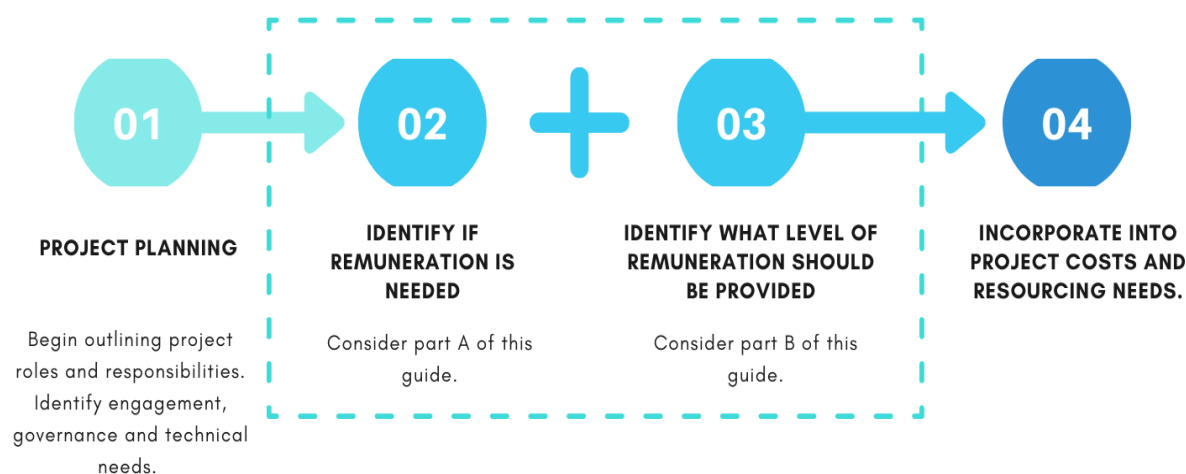 01
PROJECT PLANNING
Begin outlining project
roles and responsibilities.
Identify engagement,
governance and technical
needs.
02
IDENTIFY IF
REMUNERATION IS
NEEDED
Consider part A of this
guide.
03
IDENTIFY WHAT LEVEL OF
REMUNERATION SHOULD
BE PROVIDED
Consider part B of this
guide.
04
INCORPORATE INTO
PROJECT COSTS AND
RESOURCING NEEDS.